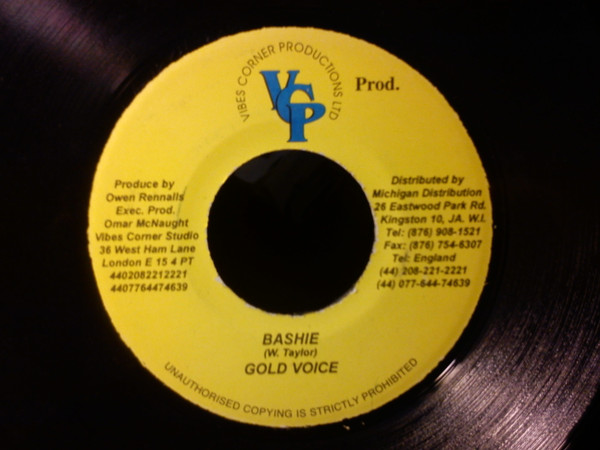 VIBES CORNER PRODUCTIONS LTD
VCP
Prod.
Produce by
Owen Rennalls
Exec. Prod.
Omar McNaught
Vibes Corner Studio
36 West Ham Lane
London E 15 4 PT
4402082212221
4407764474639
Distributed by
Michigan Distribution
26 Eastwood Park Rd.
Kingston 10, JA. W.I.
Tel: (876) 908-1521
Fax: (876) 754-6307
Tel: England
(44) 208-221-2221
(44) 077-644-74639
BASHIE
(W. Taylor)
GOLD VOICE
UNAUTHORISED COPYING IS STRICTLY PROHIBITED